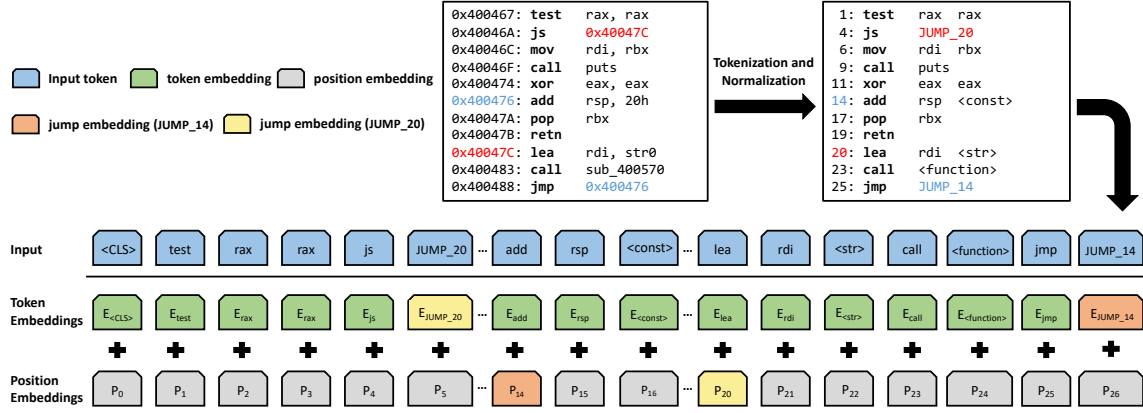 Input token
token embedding
position embedding
jump embedding (JUMP_14)
jump embedding (JUMP_20)
0x400467: test rax, rax
0x40046A: js 0x40047C
0x40046C: mov rdi, rbx
0x40046F: call puts
0x400474: xor eax, eax
0x400476: add rsp, 20h
0x40047A: pop rbx
0x40047B: retn
0x40047C: lea rdi, str0
0x400483: call sub_400570
0x400488: jmp 0x400476
Tokenization and
Normalization
1: test rax rax
4: js JUMP_20
6: mov rdi rbx
9: call puts
11: xor eax eax
14: add rsp <const>
17: pop rbx
19: retn
20: lea rdi <str>
23: call <function>
25: jmp JUMP_14
Input <CLS> test rax rax js JUMP_20 ... add rsp <const> ... lea rdi <str> call <function> jmp JUMP_14
Token
Embeddings
E<CLS> Etest Erax Erax Ejs EJUMP_20 ... Eadd Ersp E<const> ... Elea Erdi E<str> Ecall E<function> Ejmp EJUMP_14
+ + + + + + + + + + + + + + + +
Position
Embeddings
P0 P1 P2 P3 P4 P5 ... P14 P15 P16 ... P20 P21 P22 P23 P24 P25 P26